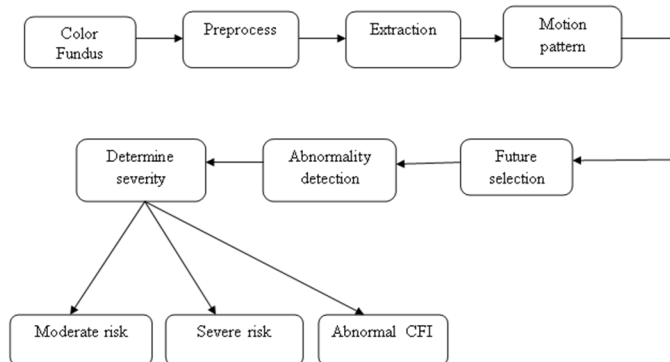 Color
Fundus
Preprocess
Extraction
Motion
pattern
Determine
severity
Abnormality
detection
Future
selection
Moderate risk
Severe risk
Abnormal CFI